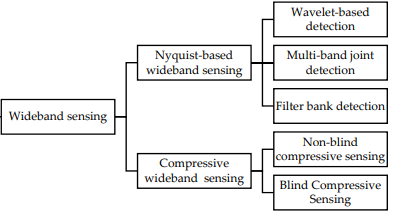 Wavelet-based
detection
Nyquist-based
wideband sensing
Multi-band joint
detection
Filter bank detection
Wideband sensing
Non-blind
compressive sensing
Compressive
wideband sensing
Blind Compressive
Sensing